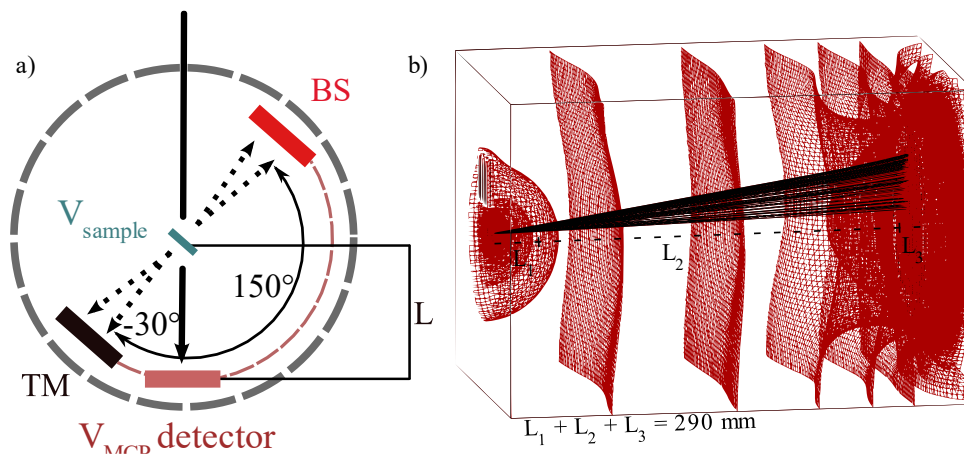 a)
BS
V_sample
150°
-30°
L
TM
V_MCP detector
b)
L_1
L_2
L_3
L_1 + L_2 + L_3 = 290 mm